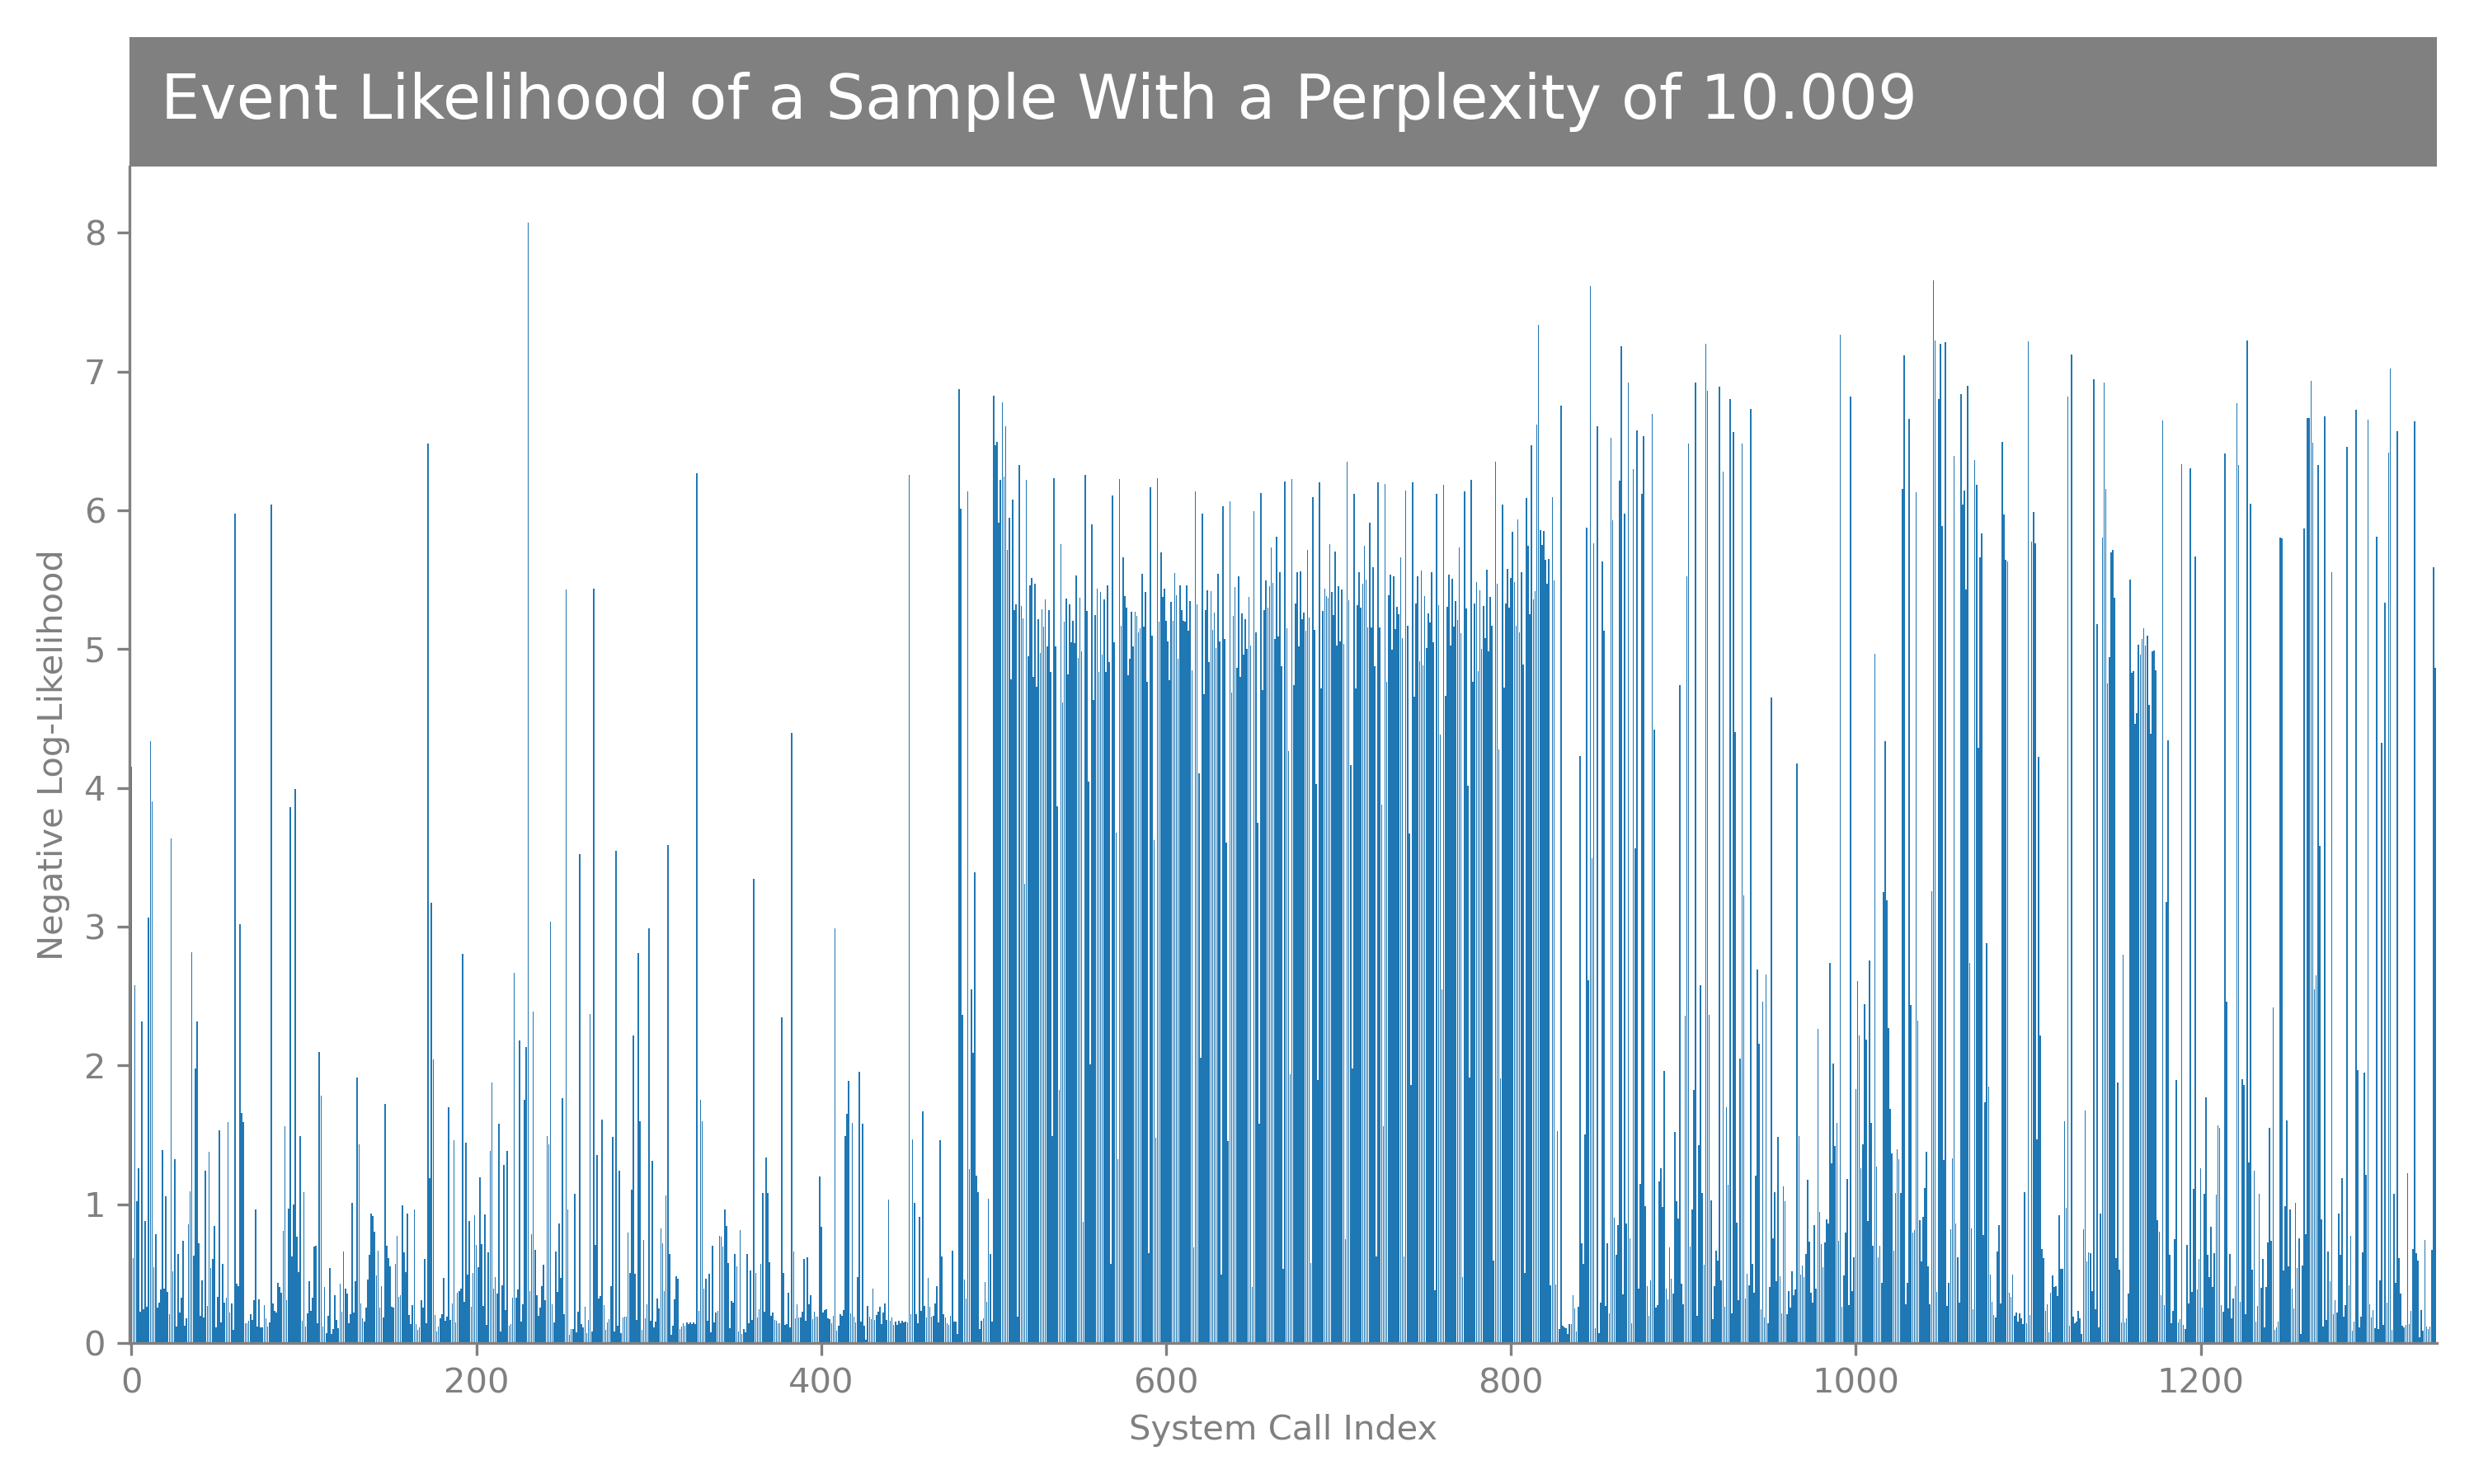 Event Likelihood of a Sample With a Perplexity of 10.009
8
7
6
5
4
3
2
1
0
Negative Log-Likelihood
0 200 400 600 800 1000 1200
System Call Index